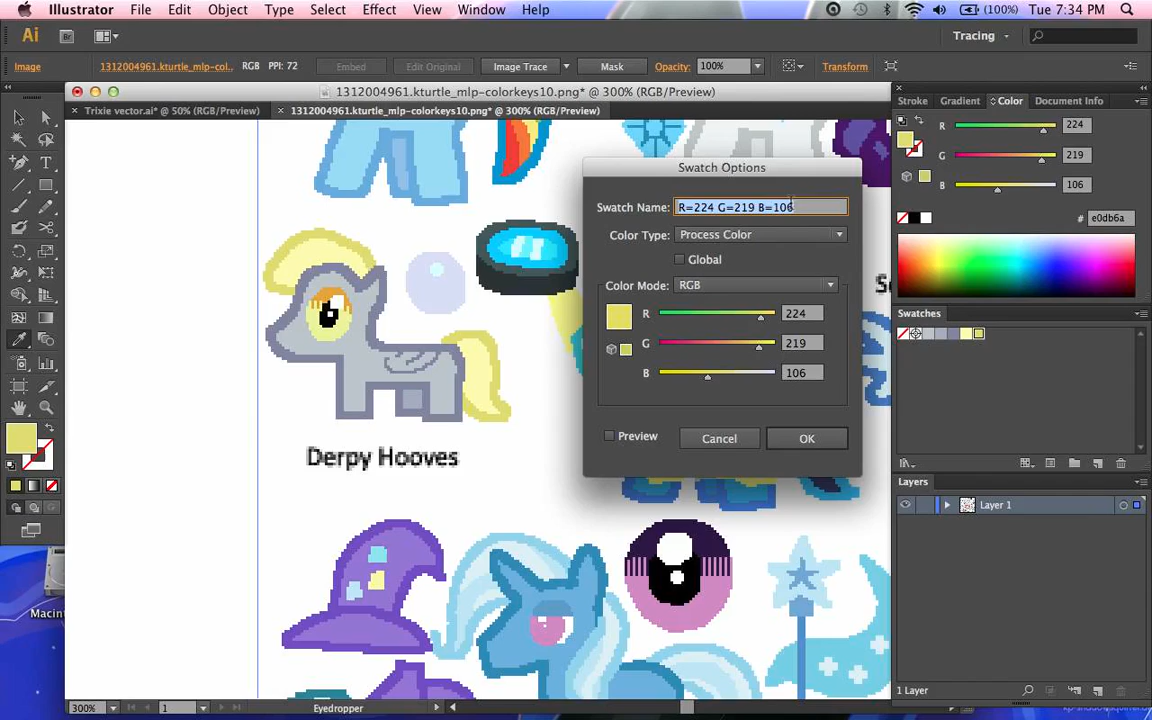 Illustrator File Edit Object Type Select Effect View Window Help (100%) Tue 7:34 PM
Ai Br Tracing
Image 1312004961.kturtle_mlp-col... RGB PPI: 72 Embed Edit Original Image Trace Mask Opacity: 100% Transform
1312004961.kturtle_mlp-colorkeys10.png* @ 300% (RGB/Preview)
Trixie vector.ai* @ 50% (RGB/Preview) 1312004961.kturtle_mlp-colorkeys10.png* @ 300% (RGB/Preview)
Stroke Gradient Color Document Info
R 224
G 219
B 106
# e0db6a
Swatch Options
Swatch Name: R=224 G=219 B=106
Color Type: Process Color
Global
Color Mode: RGB
R 224
G 219
B 106
Preview Cancel OK
Swatches
Derpy Hooves
Layers
Layer 1
1 Layer
Macint
300% 1 Eyedropper